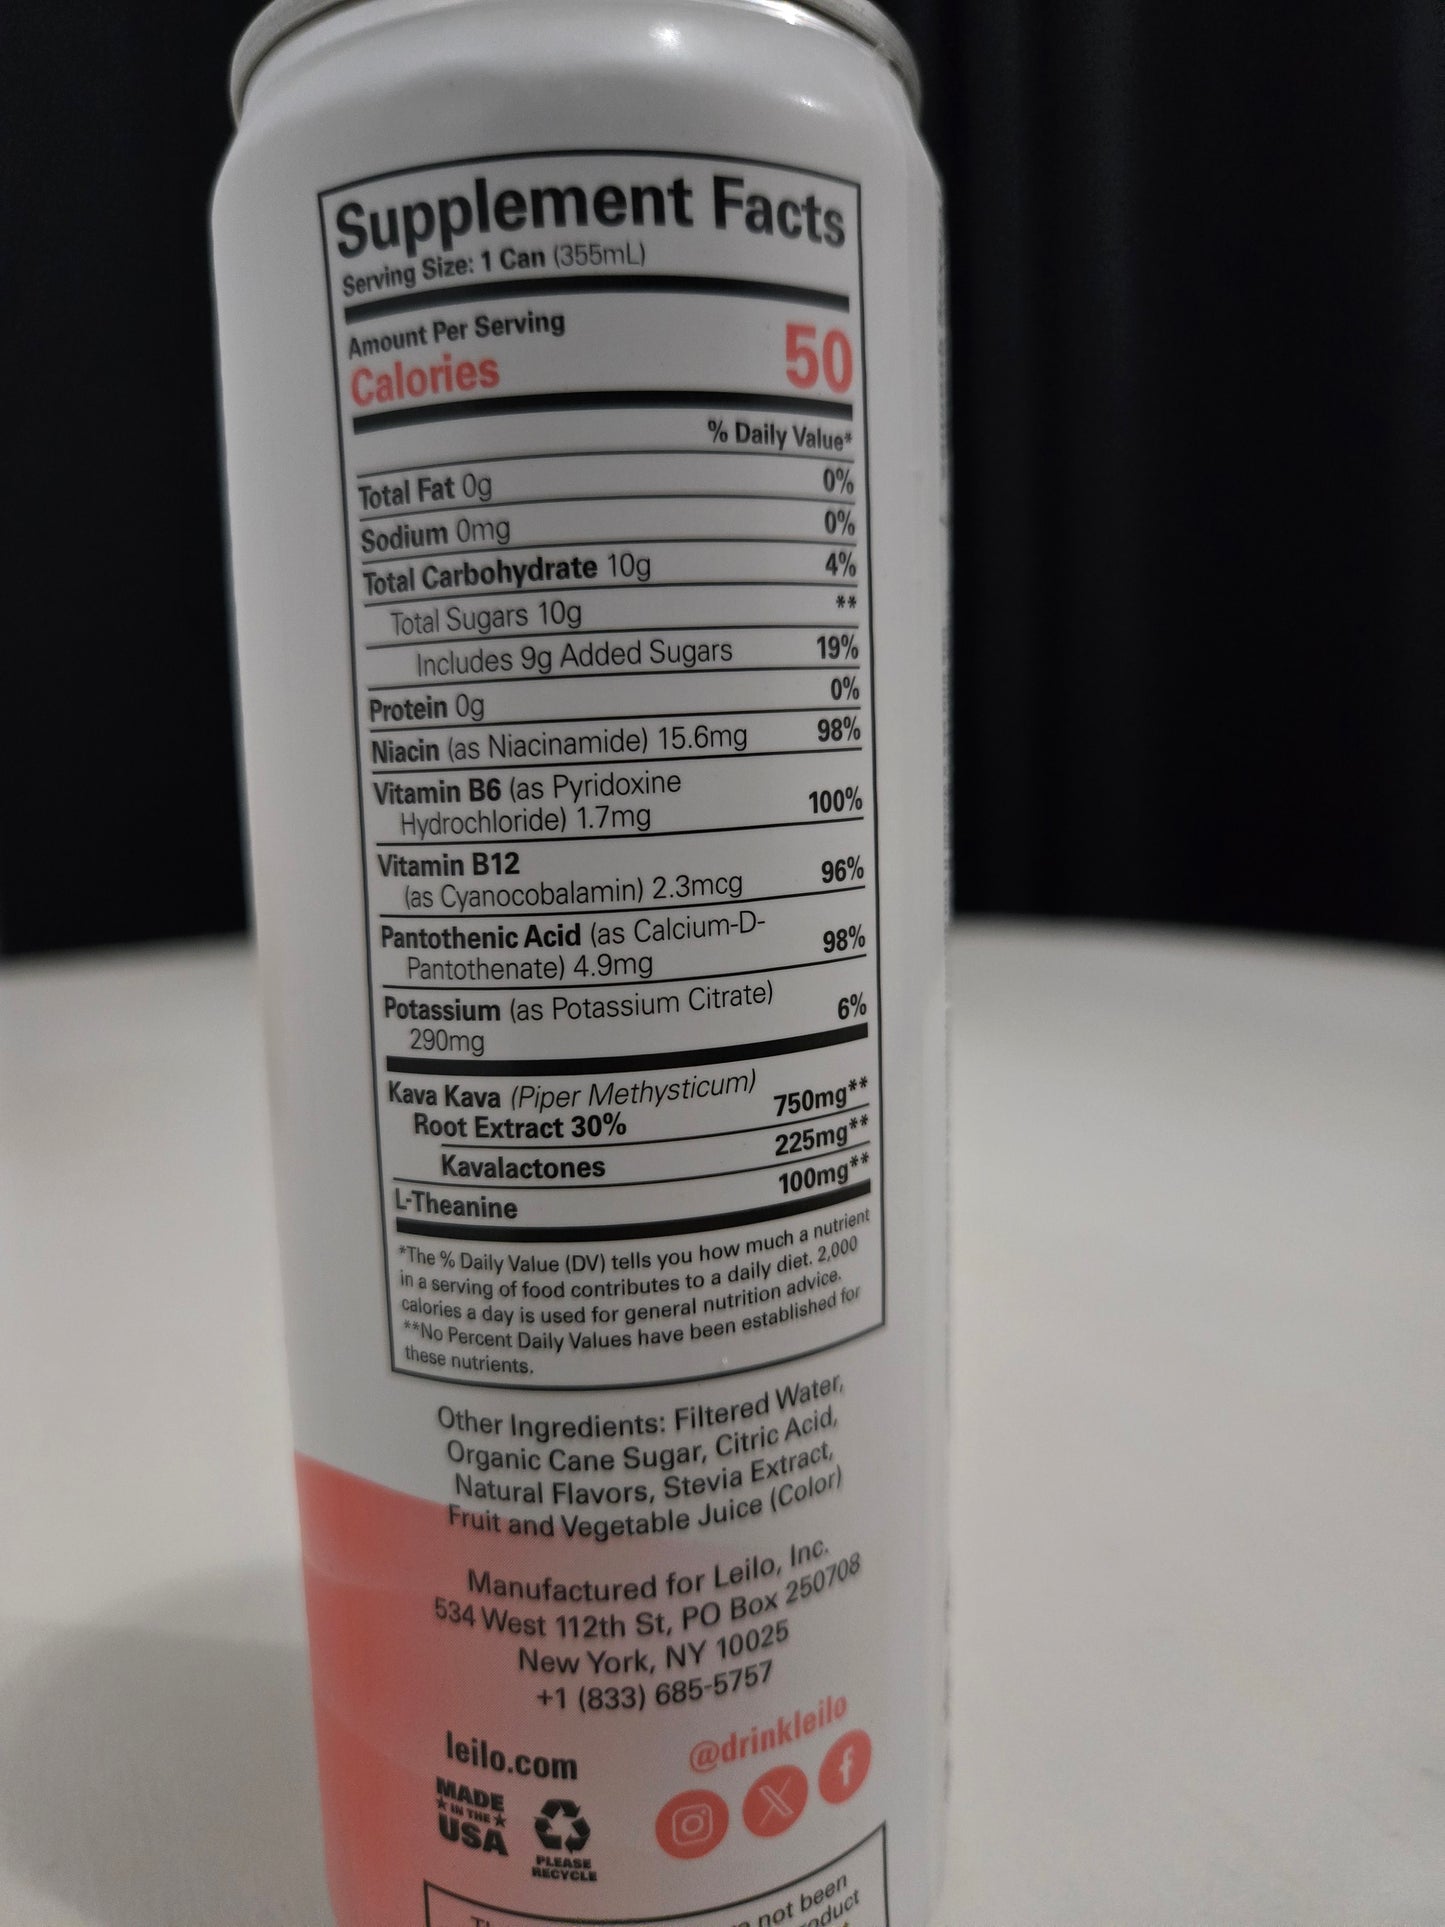 Supplement Facts
Serving Size: 1 Can (355mL)
Amount Per Serving
Calories 50
% Daily Value*
Total Fat 0g 0%
Sodium 0mg 0%
Total Carbohydrate 10g 4%
Total Sugars 10g **
Includes 9g Added Sugars 19%
Protein 0g 0%
Niacin (as Niacinamide) 15.6mg 98%
Vitamin B6 (as Pyridoxine
Hydrochloride) 1.7mg 100%
Vitamin B12
(as Cyanocobalamin) 2.3mcg 96%
Pantothenic Acid (as Calcium-D-
Pantothenate) 4.9mg 98%
Potassium (as Potassium Citrate)
290mg 6%
Kava Kava (Piper Methysticum)
Root Extract 30% 750mg**
Kavalactones 225mg**
L-Theanine 100mg**
*The % Daily Value (DV) tells you how much a nutrient
in a serving of food contributes to a daily diet. 2,000
calories a day is used for general nutrition advice.
**No Percent Daily Values have been established for
these nutrients.
Other Ingredients: Filtered Water,
Organic Cane Sugar, Citric Acid,
Natural Flavors, Stevia Extract,
Fruit and Vegetable Juice (Color)
Manufactured for Leilo, Inc.
534 West 112th St, PO Box 250708
New York, NY 10025
+1 (833) 685-5757
leilo.com
@drinkleilo
MADE
IN THE
USA
PLEASE
RECYCLE
not been